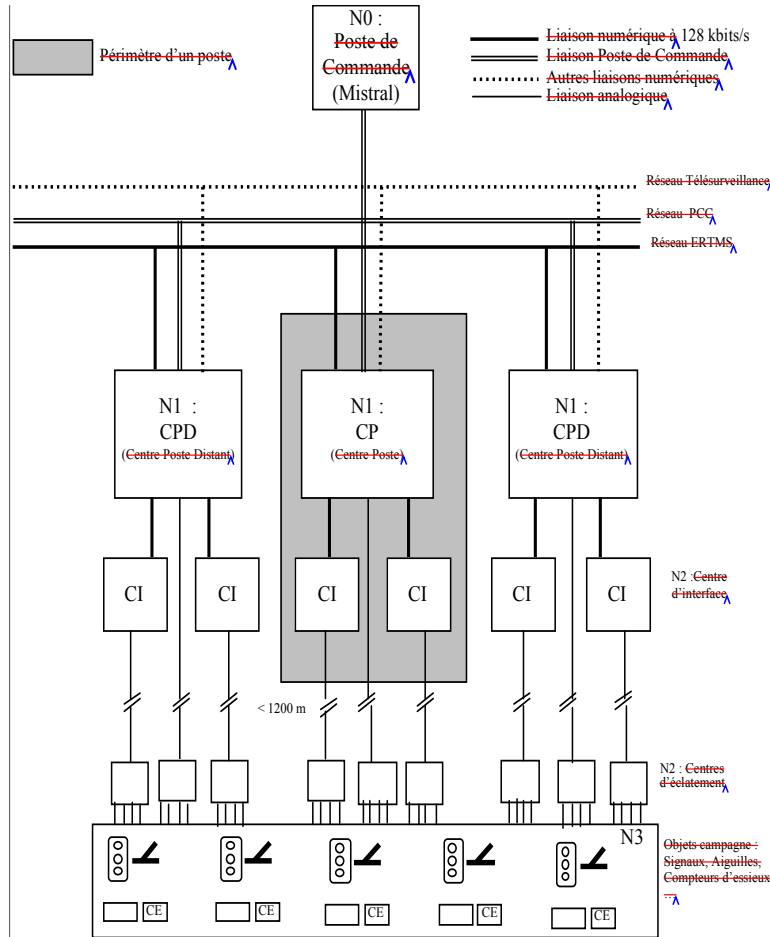 N0 :
Poste de
Commande
(Mistral)
Périmètre d'un poste
Liaison numérique à 128 kbits/s
Liaison Poste de Commande
Autres liaisons numériques
Liaison analogique
Réseau Télésurveillance
Réseau PCC
Réseau ERTMS
N1 :
CPD
(Centre Poste Distant)
N1 :
CP
(Centre Poste)
N1 :
CPD
(Centre Poste Distant)
CI
CI
CI
CI
CI
CI
N2 :Centre
d'interface
< 1200 m
N2 : Centres
d'éclatement
N3
Objets campagne :
Signaux, Aiguilles,
Compteurs d'essieux
...
CE
CE
CE
CE
CE